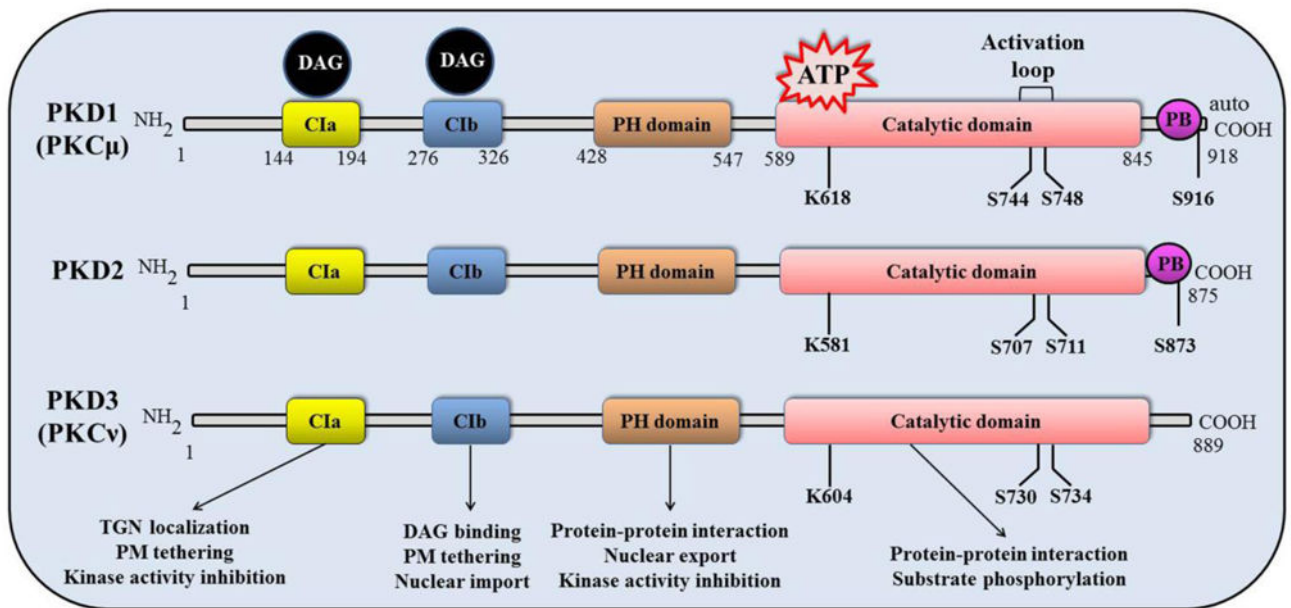 DAG DAG ATP Activation
loop
PKD1
(PKCμ)
NH2 CIa CIb PH domain Catalytic domain PB auto
COOH
1 144 194 276 326 428 547 589 845 918
K618 S744 S748 S916
PKD2 NH2 CIa CIb PH domain Catalytic domain PB COOH
1 875
K581 S707 S711 S873
PKD3
(PKCν)
NH2 CIa CIb PH domain Catalytic domain COOH
1 889
K604 S730 S734
TGN localization
PM tethering
Kinase activity inhibition
DAG binding
PM tethering
Nuclear import
Protein-protein interaction
Nuclear export
Kinase activity inhibition
Protein-protein interaction
Substrate phosphorylation